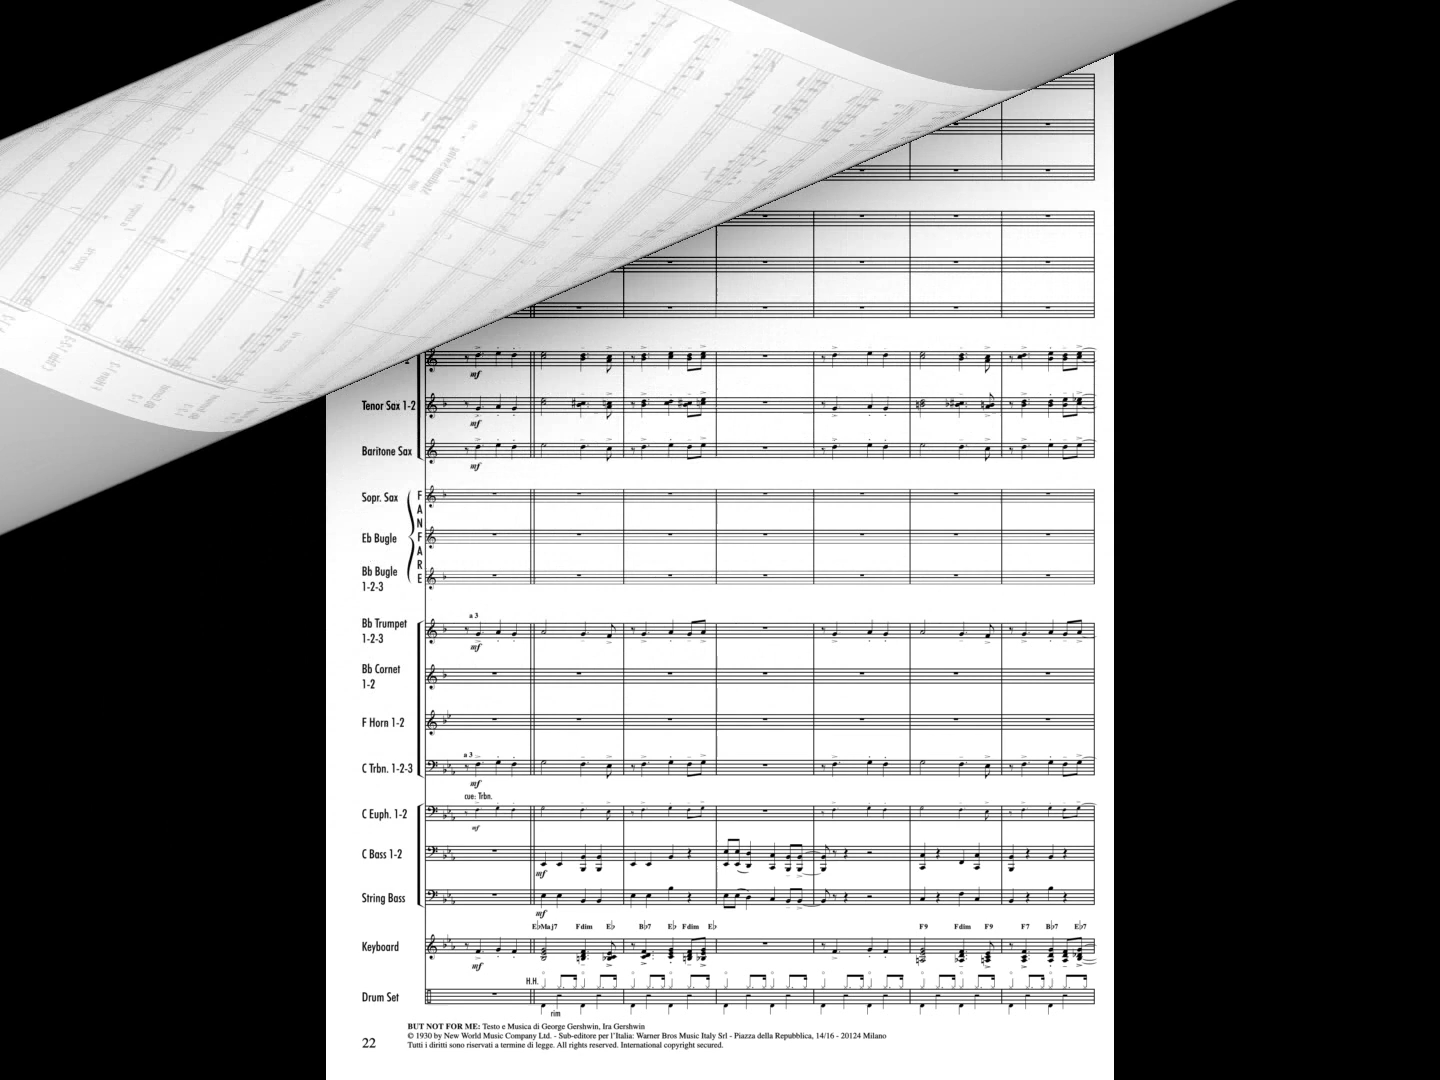 Tenor Sax 1-2
mf
mf
Baritone Sax
mf
Sopr. Sax
Eb Bugle
Bb Bugle
1-2-3
FANFARE
a 3
Bb Trumpet
1-2-3
mf
Bb Cornet
1-2
F Horn 1-2
a 3
C Trbn. 1-2-3
mf
cue: Trbn.
C Euph. 1-2
mf
C Bass 1-2
mf
String Bass
mf
E♭Maj7 Fdim E♭ B♭7 E♭ Fdim E♭ F9 Fdim F9 F7 B♭7 E♭7
Keyboard
mf
H.H.
Drum Set
rim
BUT NOT FOR ME: Testo e Musica di George Gershwin, Ira Gershwin
© 1930 by New World Music Company Ltd. - Sub-editore per l'Italia: Warner Bros Music Italy Srl - Piazza della Repubblica, 14/16 - 20124 Milano
Tutti i diritti sono riservati a termine di legge. All rights reserved. International copyright secured.
22